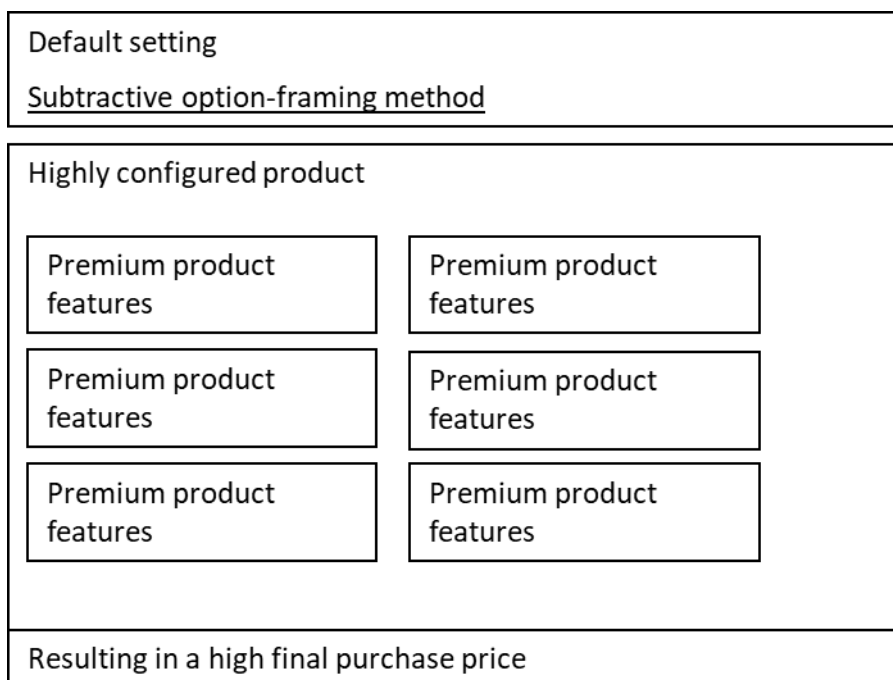 Default setting
Subtractive option-framing method
Highly configured product
Premium product
features
Premium product
features
Premium product
features
Premium product
features
Premium product
features
Premium product
features
Resulting in a high final purchase price